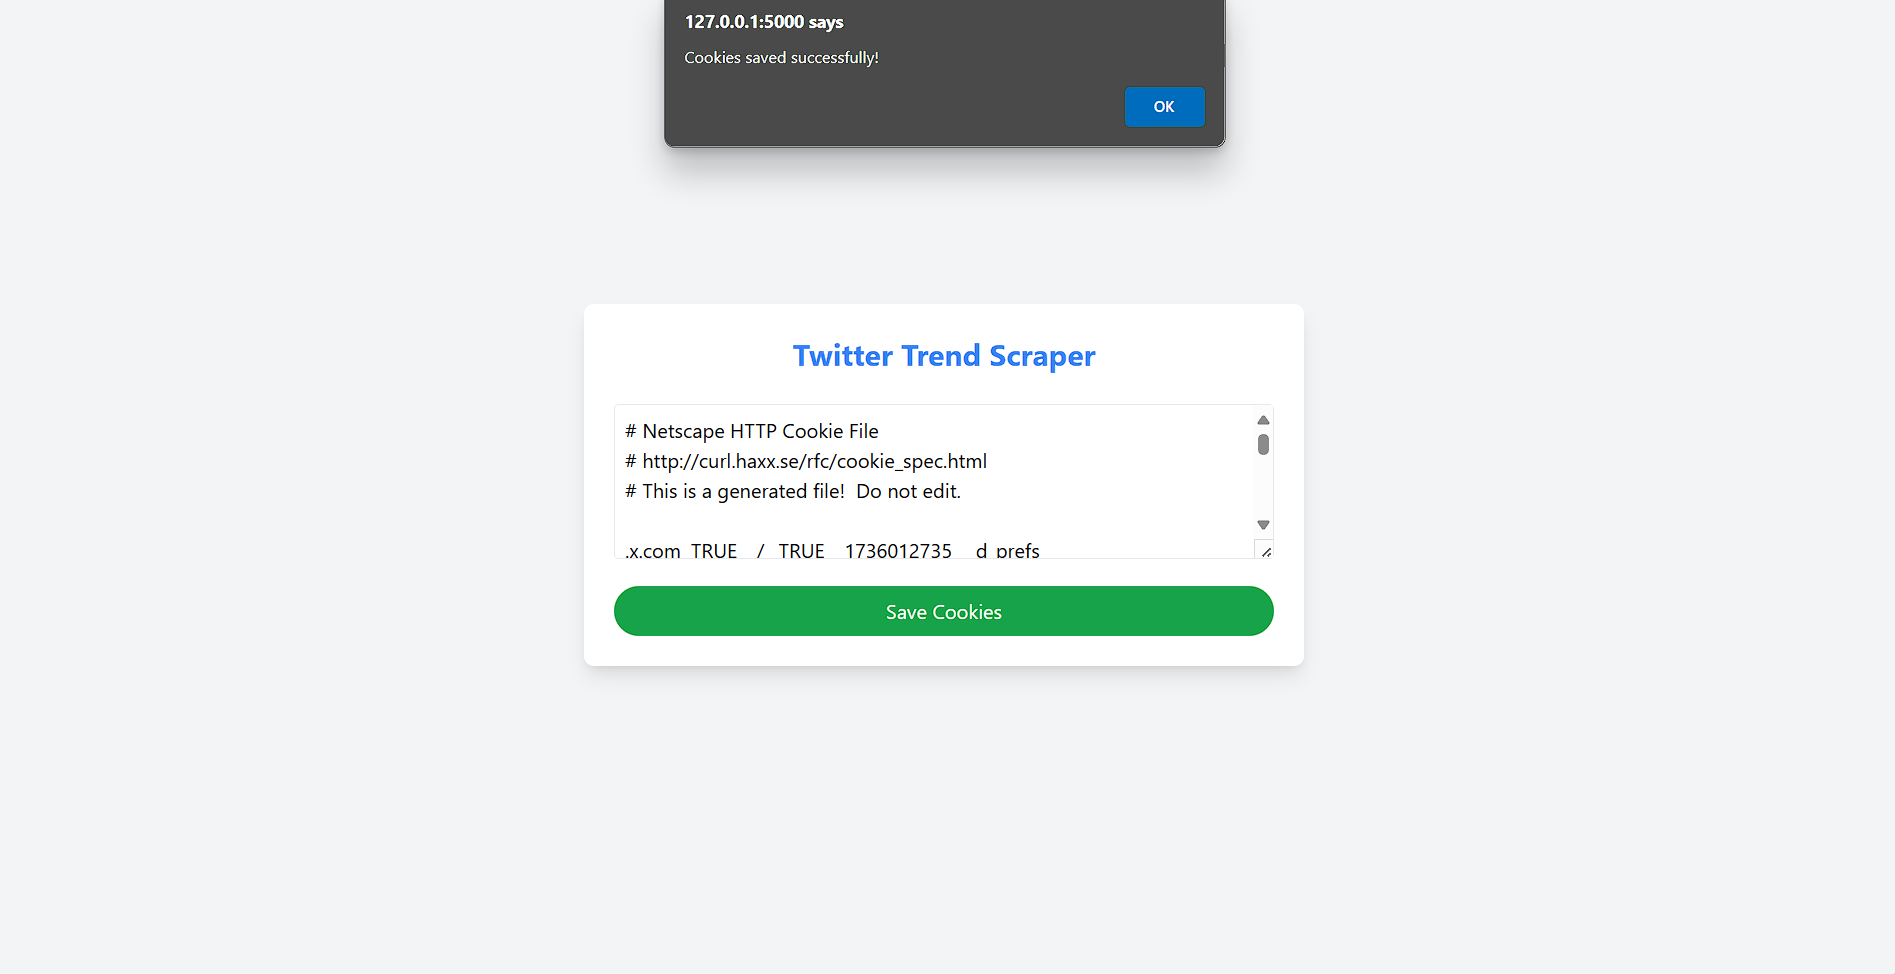 127.0.0.1:5000 says
Cookies saved successfully!
OK
Twitter Trend Scraper
# Netscape HTTP Cookie File
# http://curl.haxx.se/rfc/cookie_spec.html
# This is a generated file!  Do not edit.
.x.com	TRUE	/	TRUE	1736012735	d_prefs
Save Cookies